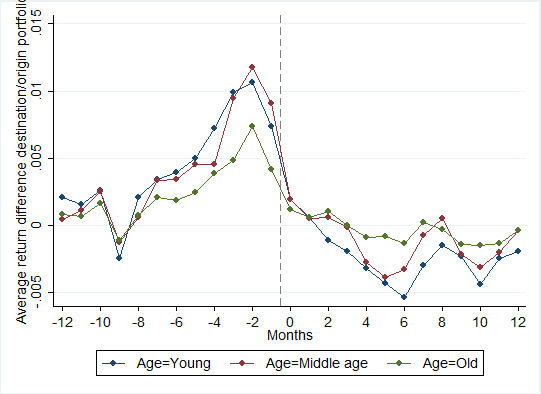 Average return difference destination/origin portfolio
.015
.01
.005
0
-.005
-12 -10 -8 -6 -4 -2 0 2 4 6 8 10 12
Months
Age=Young Age=Middle age Age=Old